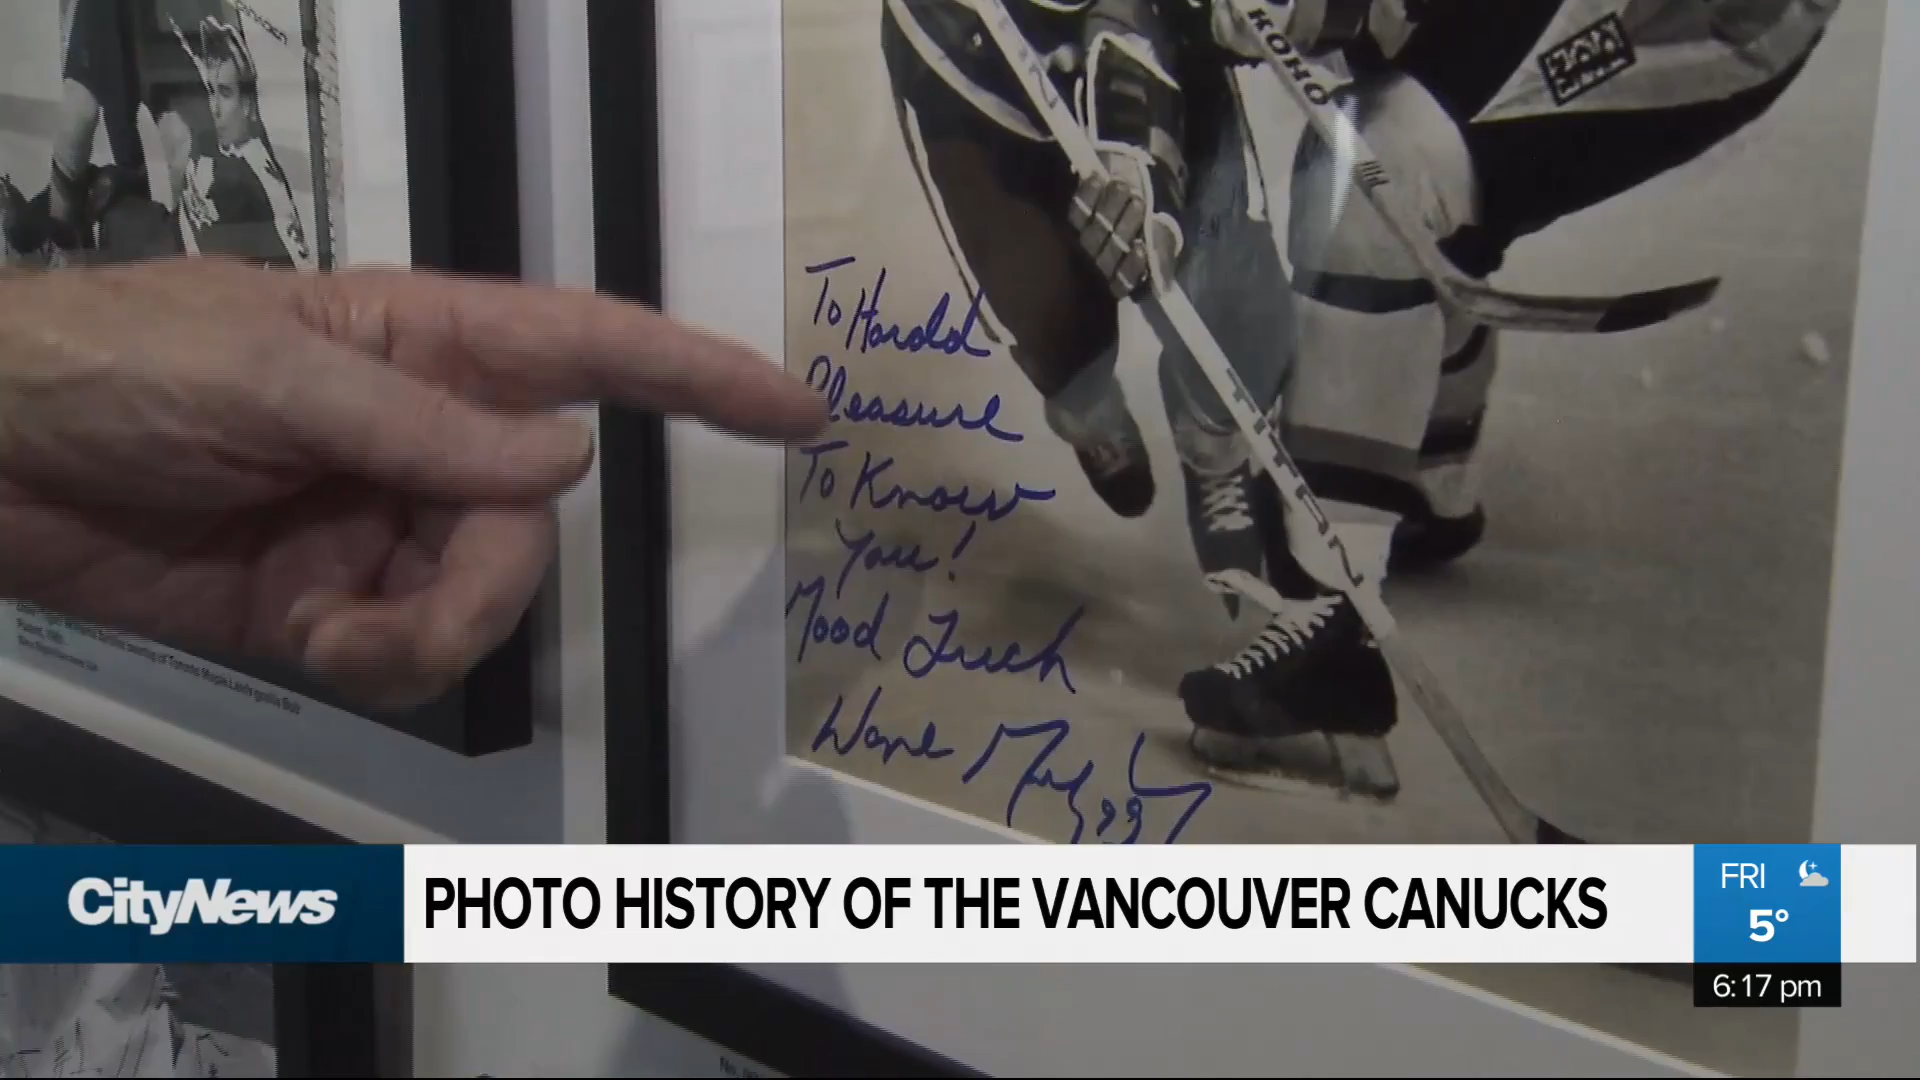 KOHO
TITAN
To Harold
Pleasure
To Know
You!
Good Luck
Wayne
99
CityNews
PHOTO HISTORY OF THE VANCOUVER CANUCKS
FRI
5°
6:17 pm